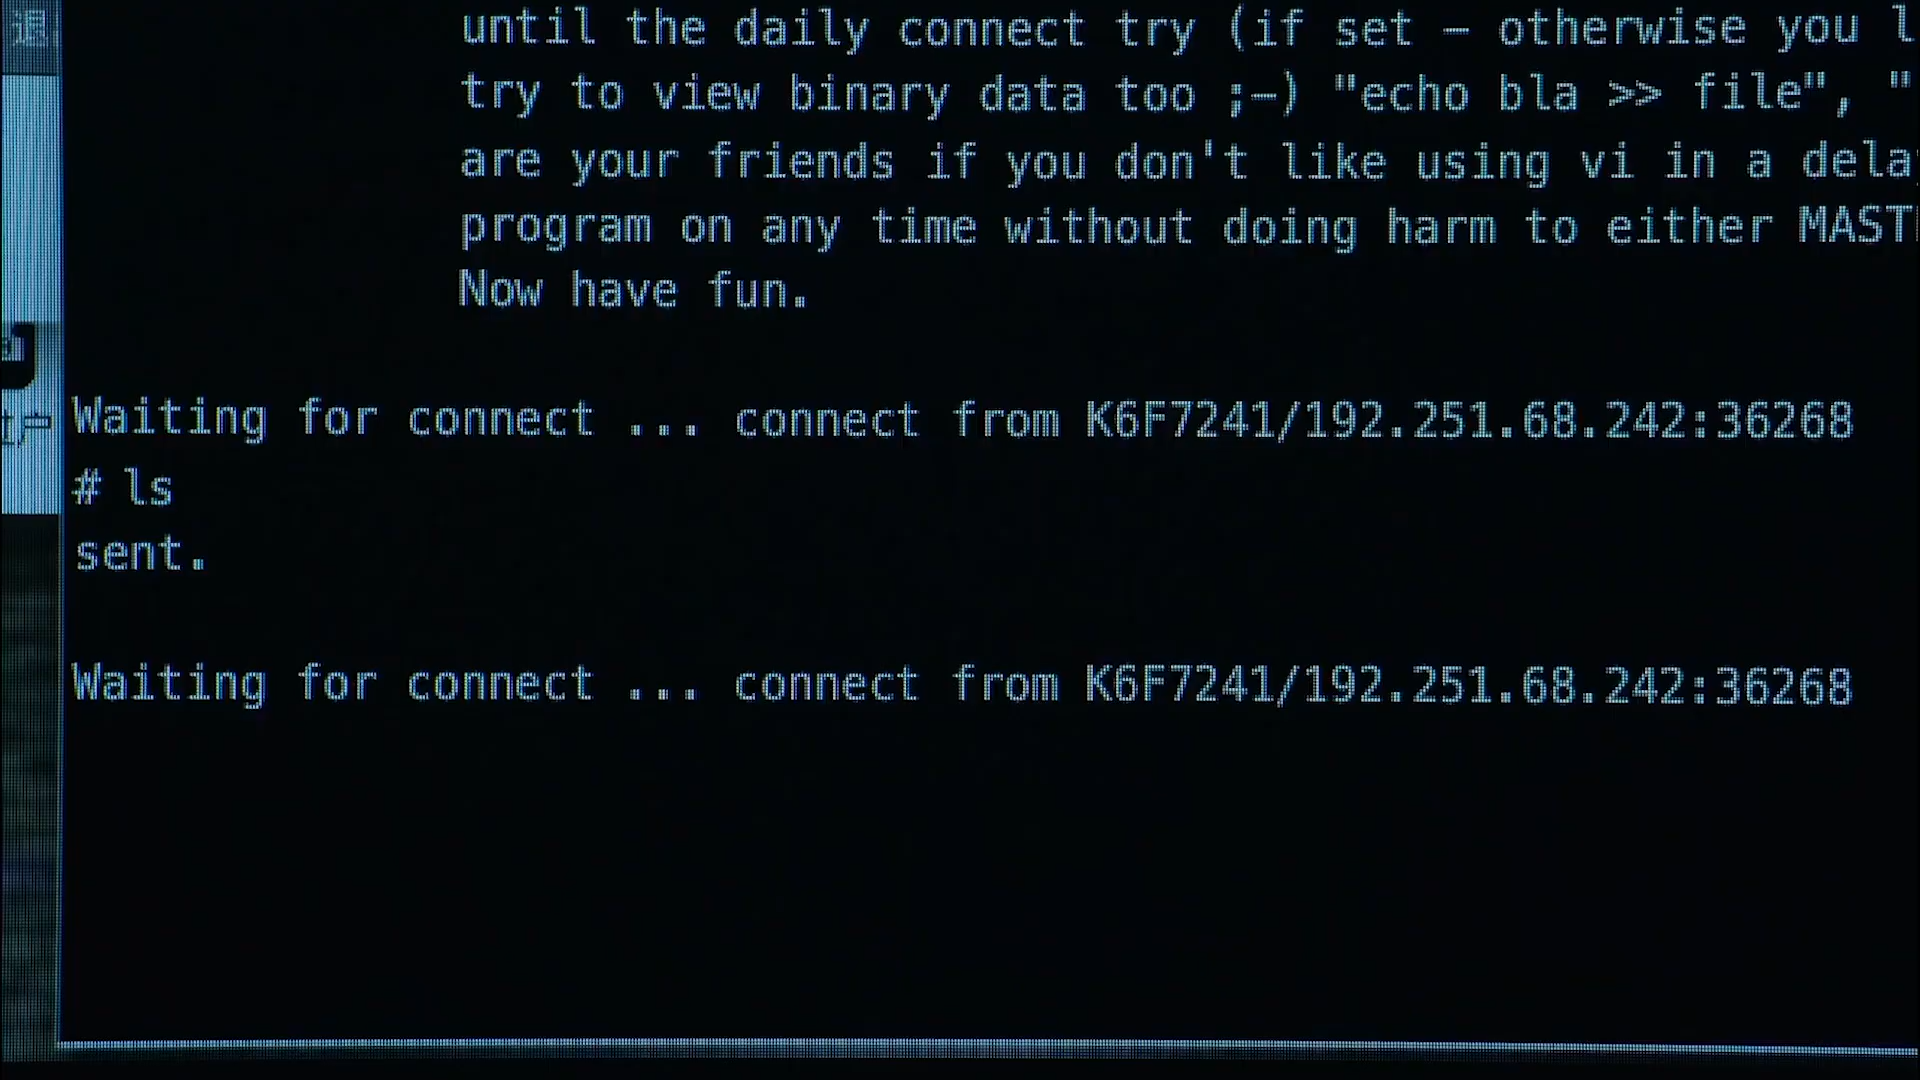 退
until the daily connect try (if set – otherwise you l
try to view binary data too ;-) "echo bla >> file", "
are your friends if you don't like using vi in a delay
program on any time without doing harm to either MAST
Now have fun.
Waiting for connect ... connect from K6F7241/192.251.68.242:36268
# ls
sent.
Waiting for connect ... connect from K6F7241/192.251.68.242:36268